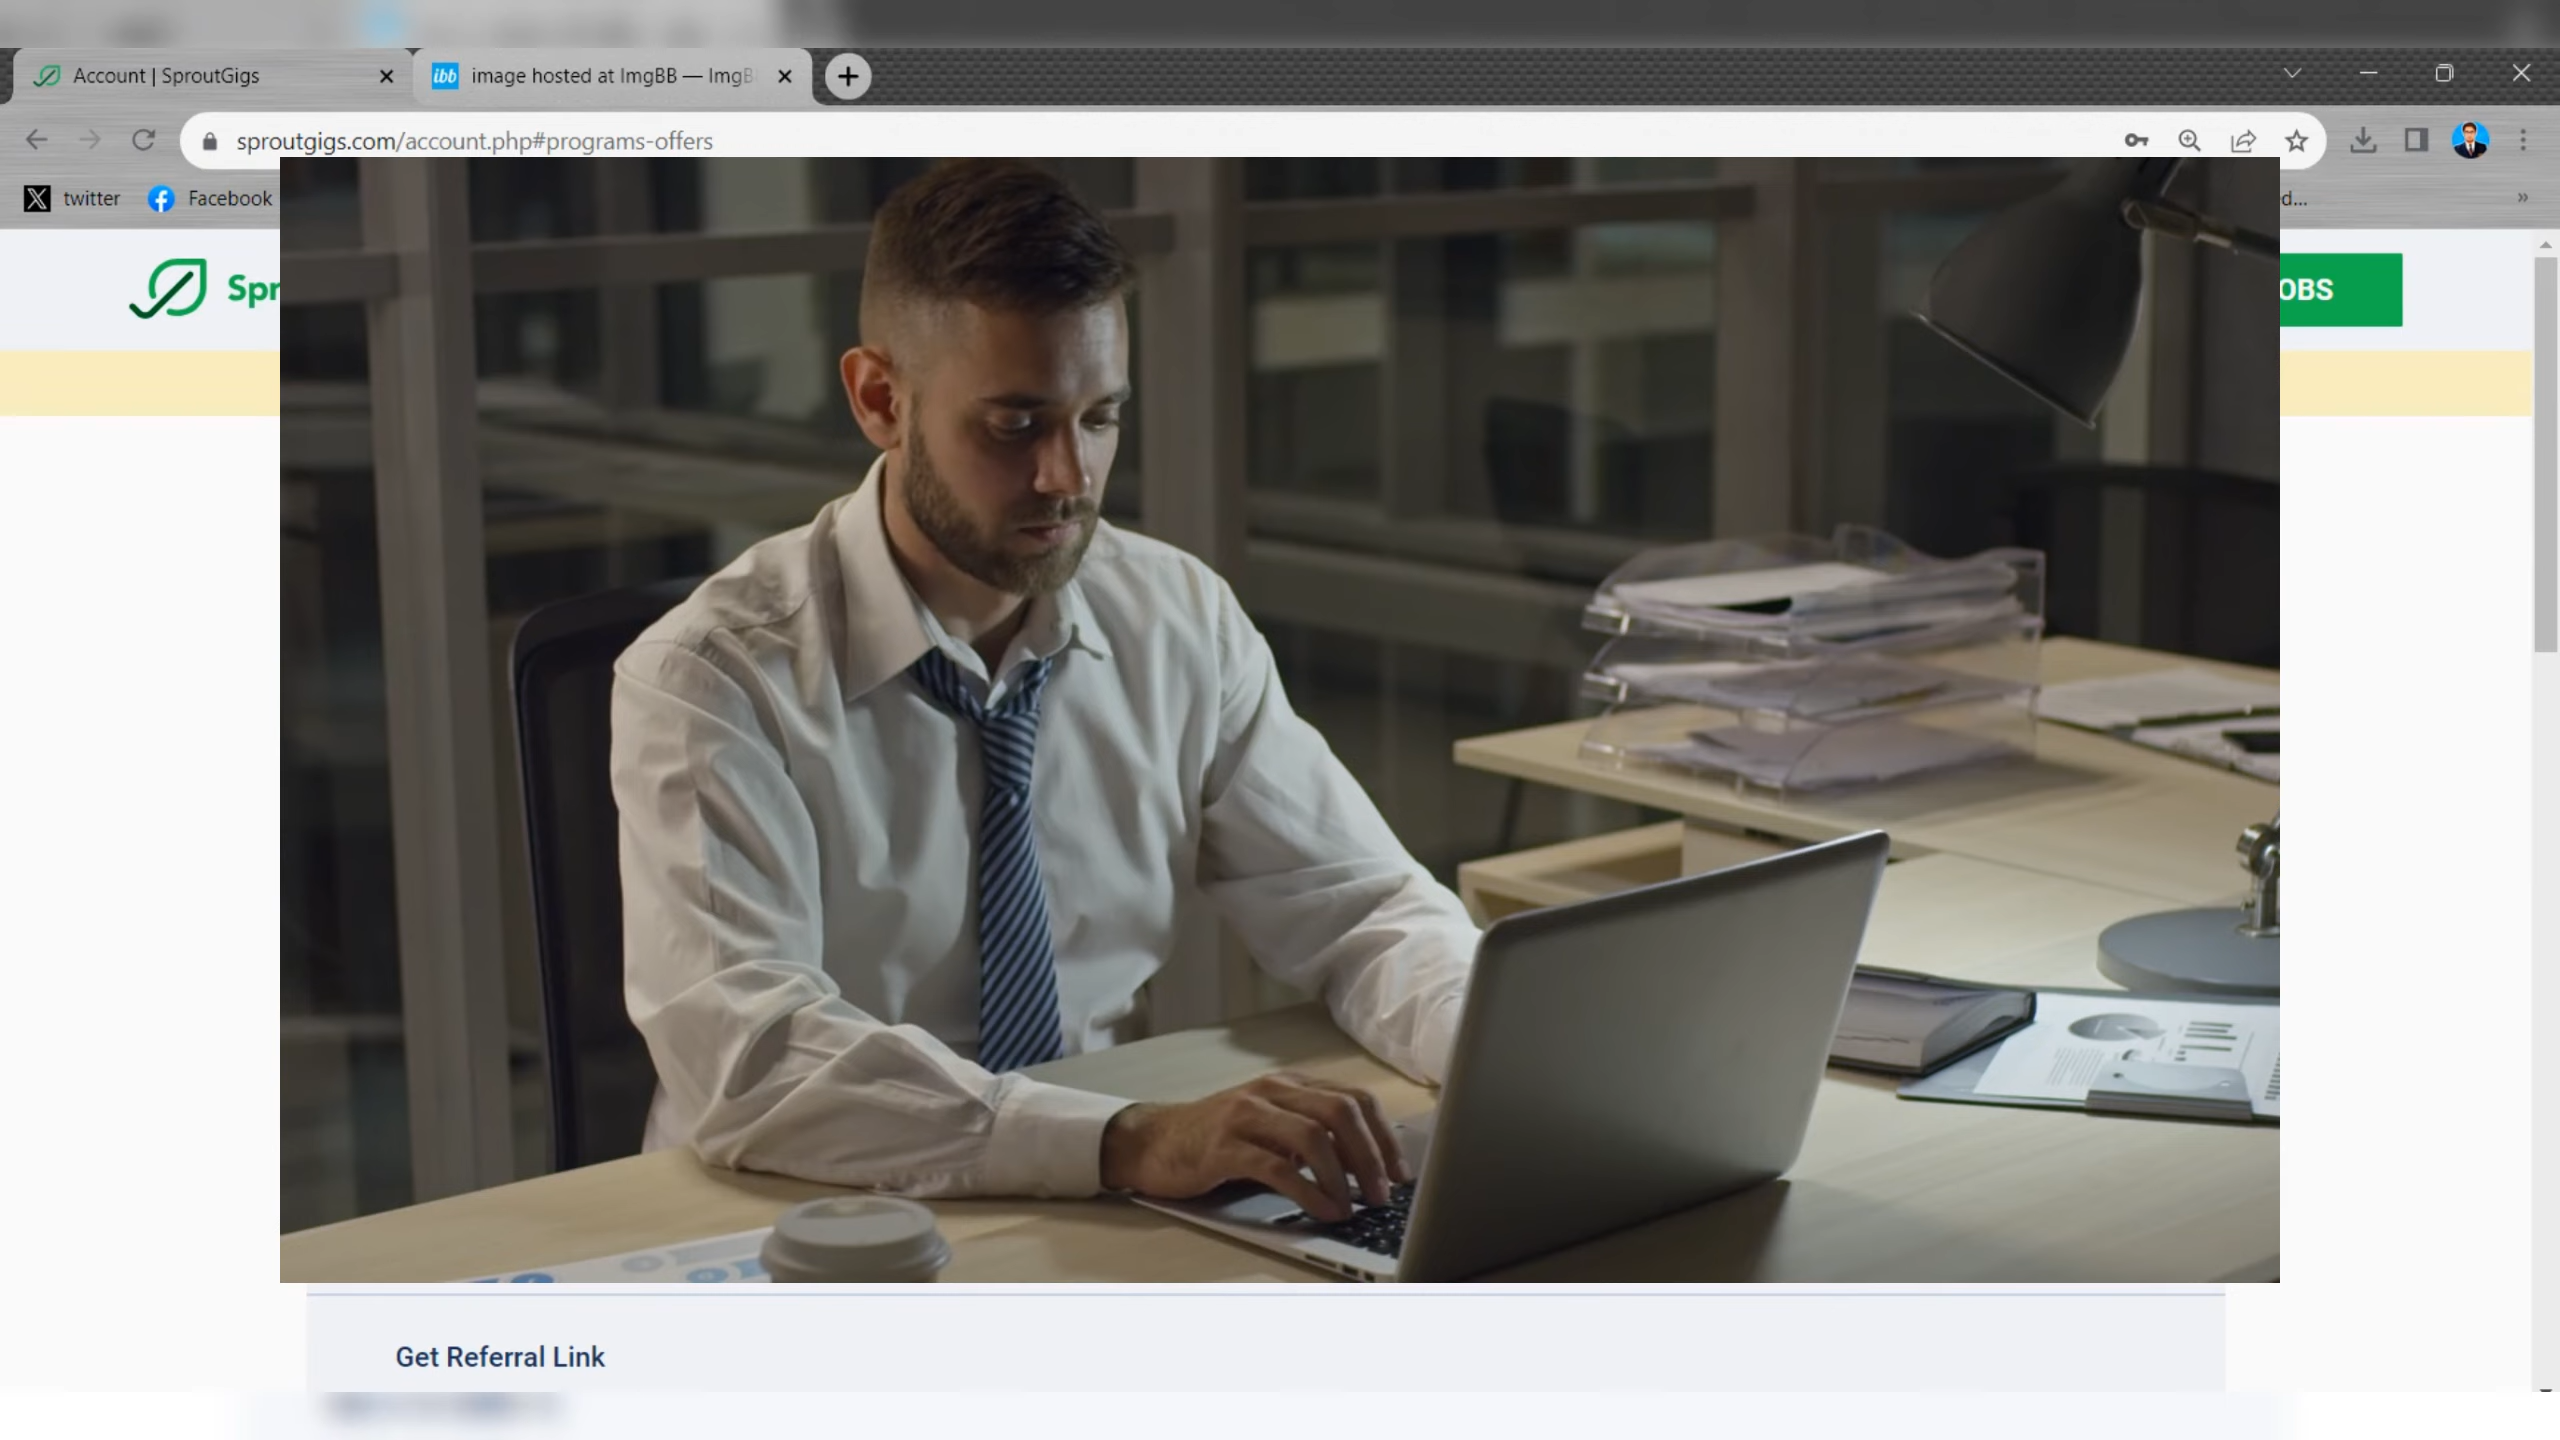 Account | SproutGigs
ibb image hosted at ImgBB — ImgB
sproutgigs.com/account.php#programs-offers
twitter Facebook d...
Spr OBS
Get Referral Link